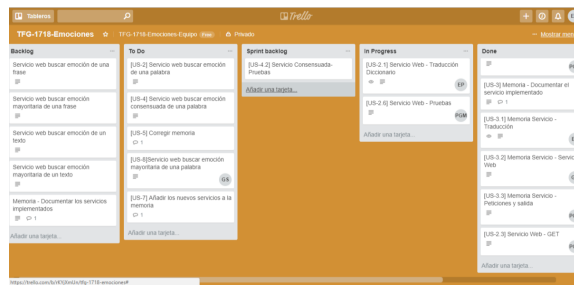 Tableros
Trello
TFG-1718-Emociones
TFG-1718-Emociones-Equipo Free
Privado
Mostrar men
Backlog
Servicio web buscar emoción de una
frase
Servicio web buscar emoción
mayoritaria de una frase
Servicio web buscar emoción de un
texto
Servicio web buscar emoción
mayoritaria de un texto
Memoria - Documentar los servicios
implementados
1
Añadir una tarjeta...
To Do
[US-2] Servicio web buscar emoción
de una palabra
[US-4] Servicio web buscar emoción
consensuada de una palabra
[US-5] Corregir memoria
1
[US-6]Servicio web buscar emoción
mayoritaria de una palabra
GS
[US-7] Añadir los nuevos servicios a la
memoria
1
Añadir una tarjeta...
Sprint backlog
[US-4.2] Servicio Consensuada-
Pruebas
Añadir una tarjeta...
In Progress
[US-2.1] Servicio Web - Traducción
Diccionario
EP
[US-2.6] Servicio Web - Pruebas
PGM
Añadir una tarjeta...
Done
[US-3] Memoria - Documentar el
servicio implementado
1
[US-3.1] Memoria Servicio -
Traducción
[US-3.2] Memoria Servicio - Servic
Web
[US-3.3] Memoria Servicio -
Peticiones y salida
[US-2.3] Servicio Web - GET
Añadir una tarjeta...